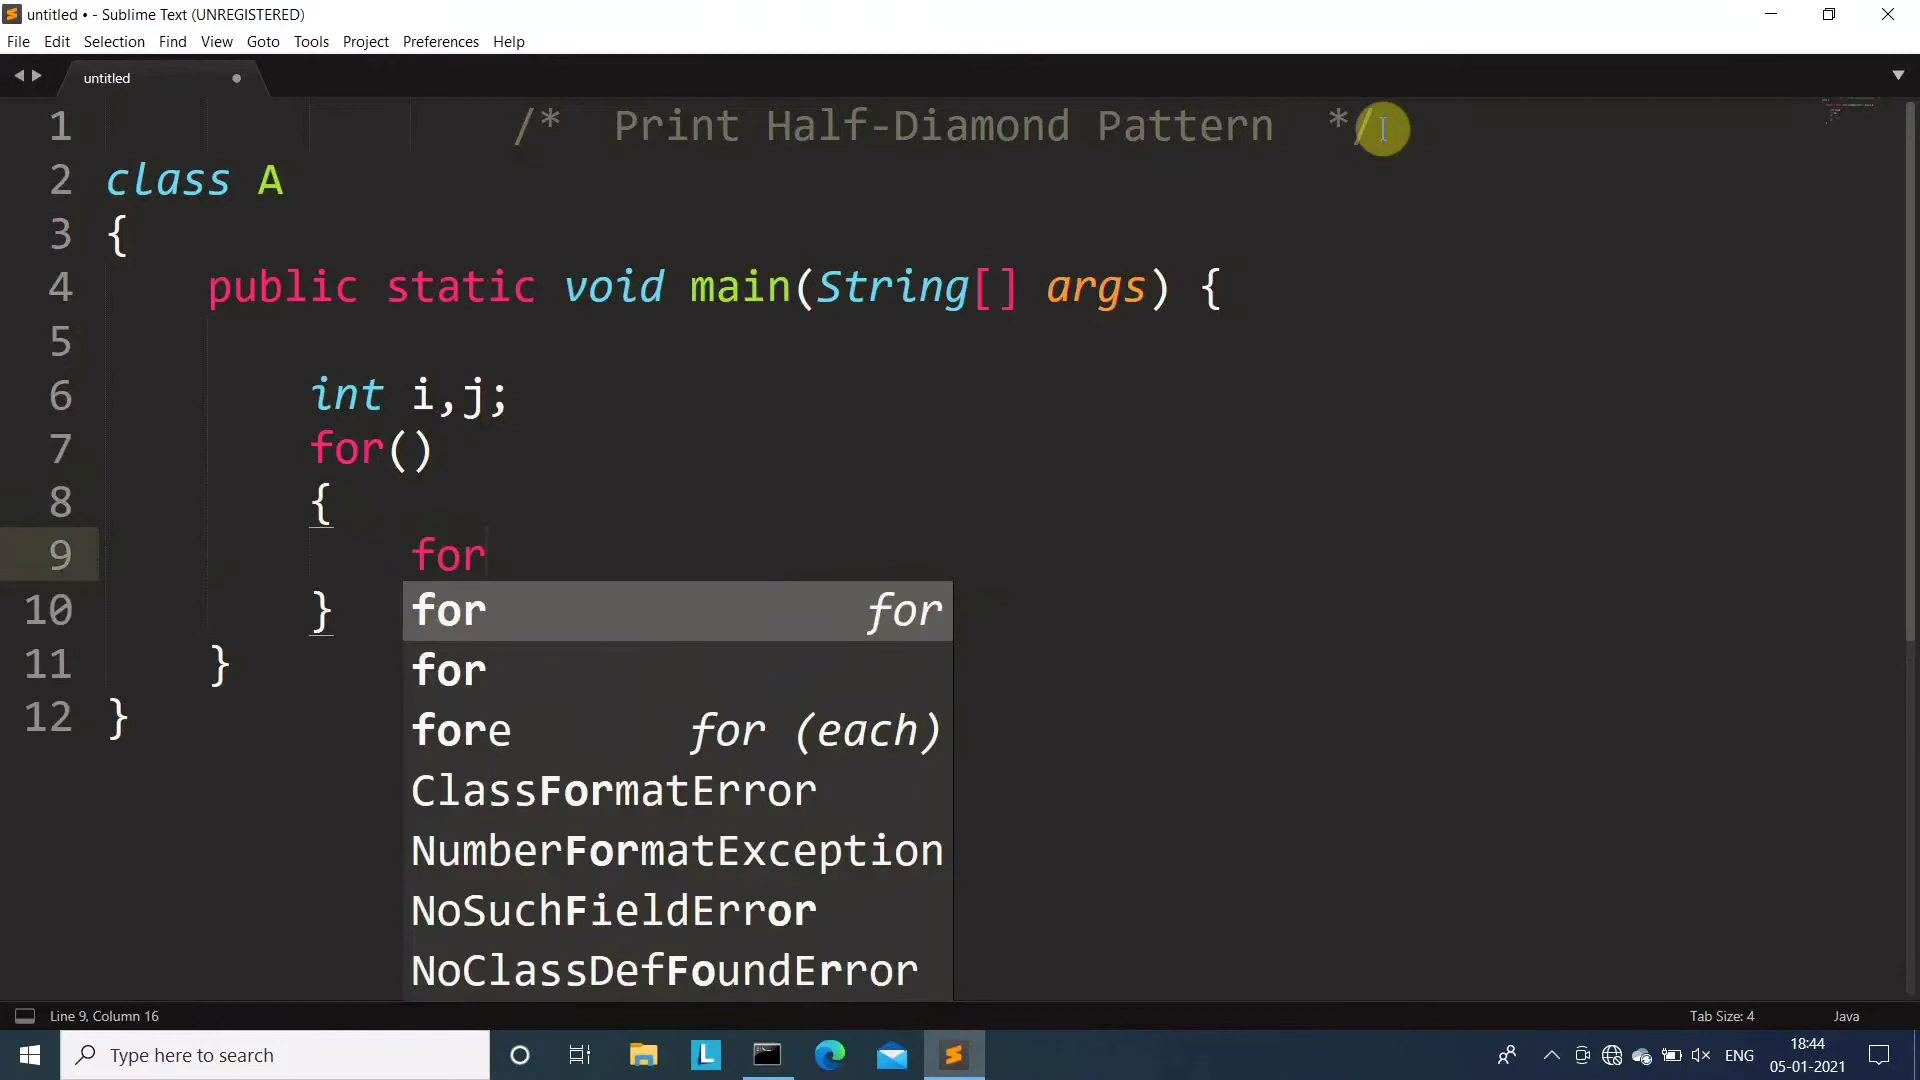 untitled • - Sublime Text (UNREGISTERED)
File Edit Selection Find View Goto Tools Project Preferences Help
untitled
1 /* Print Half-Diamond Pattern */
2 class A
3 {
4 public static void main(String[] args) {
5
6 int i,j;
7 for()
8 {
9 for
10 }
11 }
12 }
for for
for
fore for (each)
ClassFormatError
NumberFormatException
NoSuchFieldError
NoClassDefFoundError
Line 9, Column 16 Tab Size: 4 Java
Type here to search
L
ENG
18:44
05-01-2021